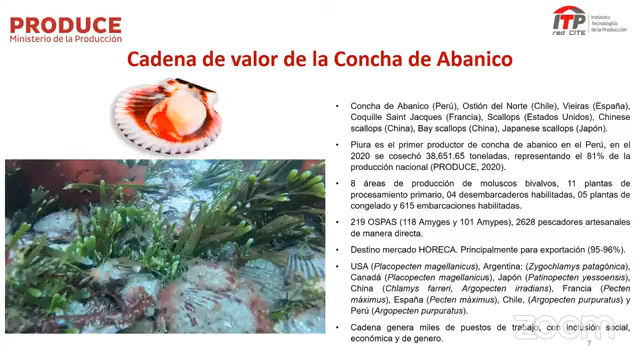 PRODUCE
Ministerio de la Producción
ITP
red CITE
Instituto
Tecnológico
de la Producción
Cadena de valor de la Concha de Abanico
• Concha de Abanico (Perú), Ostión del Norte (Chile), Vieiras (España),
Coquille Saint Jacques (Francia), Scallops (Estados Unidos), Chinese
scallops (China), Bay scallops (China), Japanese scallops (Japón).
• Piura es el primer productor de concha de abanico en el Perú, en el
2020 se cosechó 38,651.65 toneladas, representando el 81% de la
producción nacional (PRODUCE, 2020).
• 8 áreas de producción de moluscos bivalvos, 11 plantas de
procesamiento primario, 04 desembarcaderos habilitadas, 05 plantas de
congelado y 615 embarcaciones habilitadas.
• 219 OSPAS (118 Amyges y 101 Amypes), 2628 pescadores artesanales
de manera directa.
• Destino mercado HORECA. Principalmente para exportación (95-96%).
• USA (Placopecten magellanicus), Argentina: (Zygochlamys patagónica),
Canadá (Placopecten magellanicus), Japón (Patinopecten yessoensis),
China (Chlamys farreri, Argopecten irradians), Francia (Pecten
máximus), España (Pecten máximus), Chile, (Argopecten purpuratus) y
Perú (Argopecten purpuratus).
• Cadena genera miles de puestos de trabajo, con inclusión social,
económica y de genero.
zoom
7